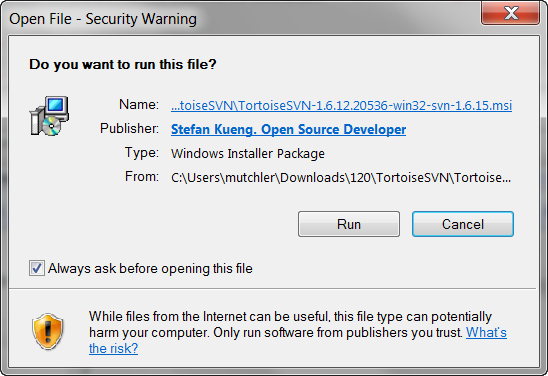 Open File - Security Warning
Do you want to run this file?
Name: ...toiseSVN\TortoiseSVN-1.6.12.20536-win32-svn-1.6.15.msi
Publisher: Stefan Kueng. Open Source Developer
Type: Windows Installer Package
From: C:\Users\mutchler\Downloads\120\TortoiseSVN\Tortoise...
Run Cancel
Always ask before opening this file
While files from the Internet can be useful, this file type can potentially
harm your computer. Only run software from publishers you trust. What's
the risk?